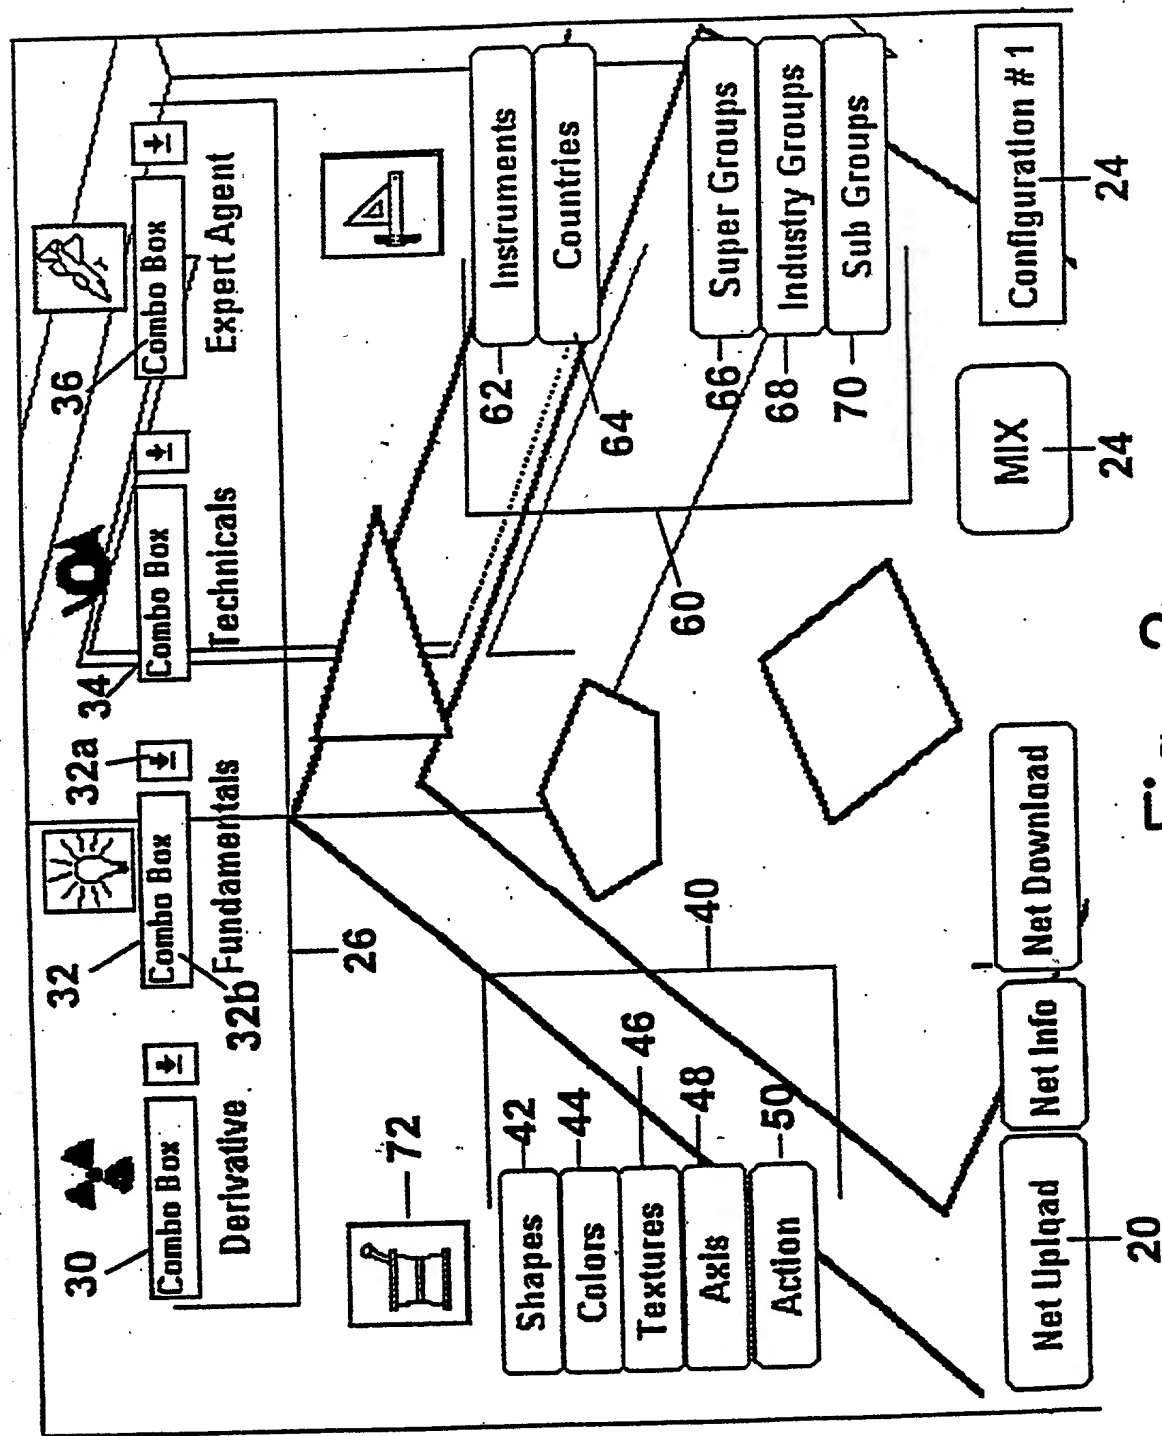 30
32
32a
34
36
Combo Box
Combo Box
Combo Box
Combo Box
Derivative
32b
Fundamentals
Technicals
Expert Agent
26
72
Shapes
42
Colors
44
Textures
46
Axis
48
Action
50
40
60
62
Instruments
64
Countries
66
Super Groups
68
Industry Groups
70
Sub Groups
Net Upload
Net Info
Net Download
MIX
Configuration #1
20
24
24